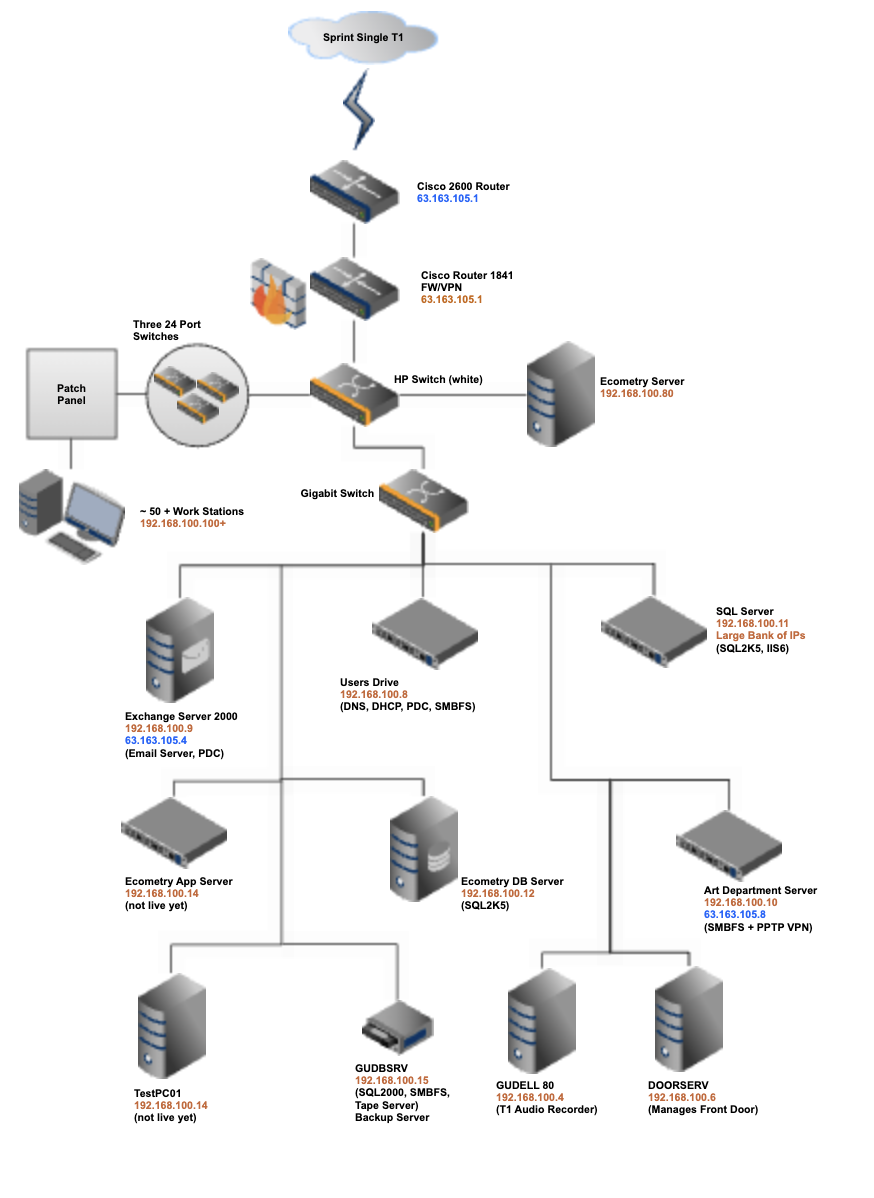 Sprint Single T1
Cisco 2600 Router
63.163.105.1
Cisco Router 1841
FW/VPN
63.163.105.1
Three 24 Port
Switches
Patch
Panel
HP Switch (white)
Ecometry Server
192.168.100.80
Gigabit Switch
~ 50 + Work Stations
192.168.100.100+
SQL Server
192.168.100.11
Large Bank of IPs
(SQL2K5, IIS6)
Users Drive
192.168.100.8
(DNS, DHCP, PDC, SMBFS)
Exchange Server 2000
192.168.100.9
63.163.105.4
(Email Server, PDC)
Ecometry App Server
192.168.100.14
(not live yet)
Ecometry DB Server
192.168.100.12
(SQL2K5)
Art Department Server
192.168.100.10
63.163.105.8
(SMBFS + PPTP VPN)
TestPC01
192.168.100.14
(not live yet)
GUDBSRV
192.168.100.15
(SQL2000, SMBFS,
Tape Server)
Backup Server
GUDELL 80
192.168.100.4
(T1 Audio Recorder)
DOORSERV
192.168.100.6
(Manages Front Door)